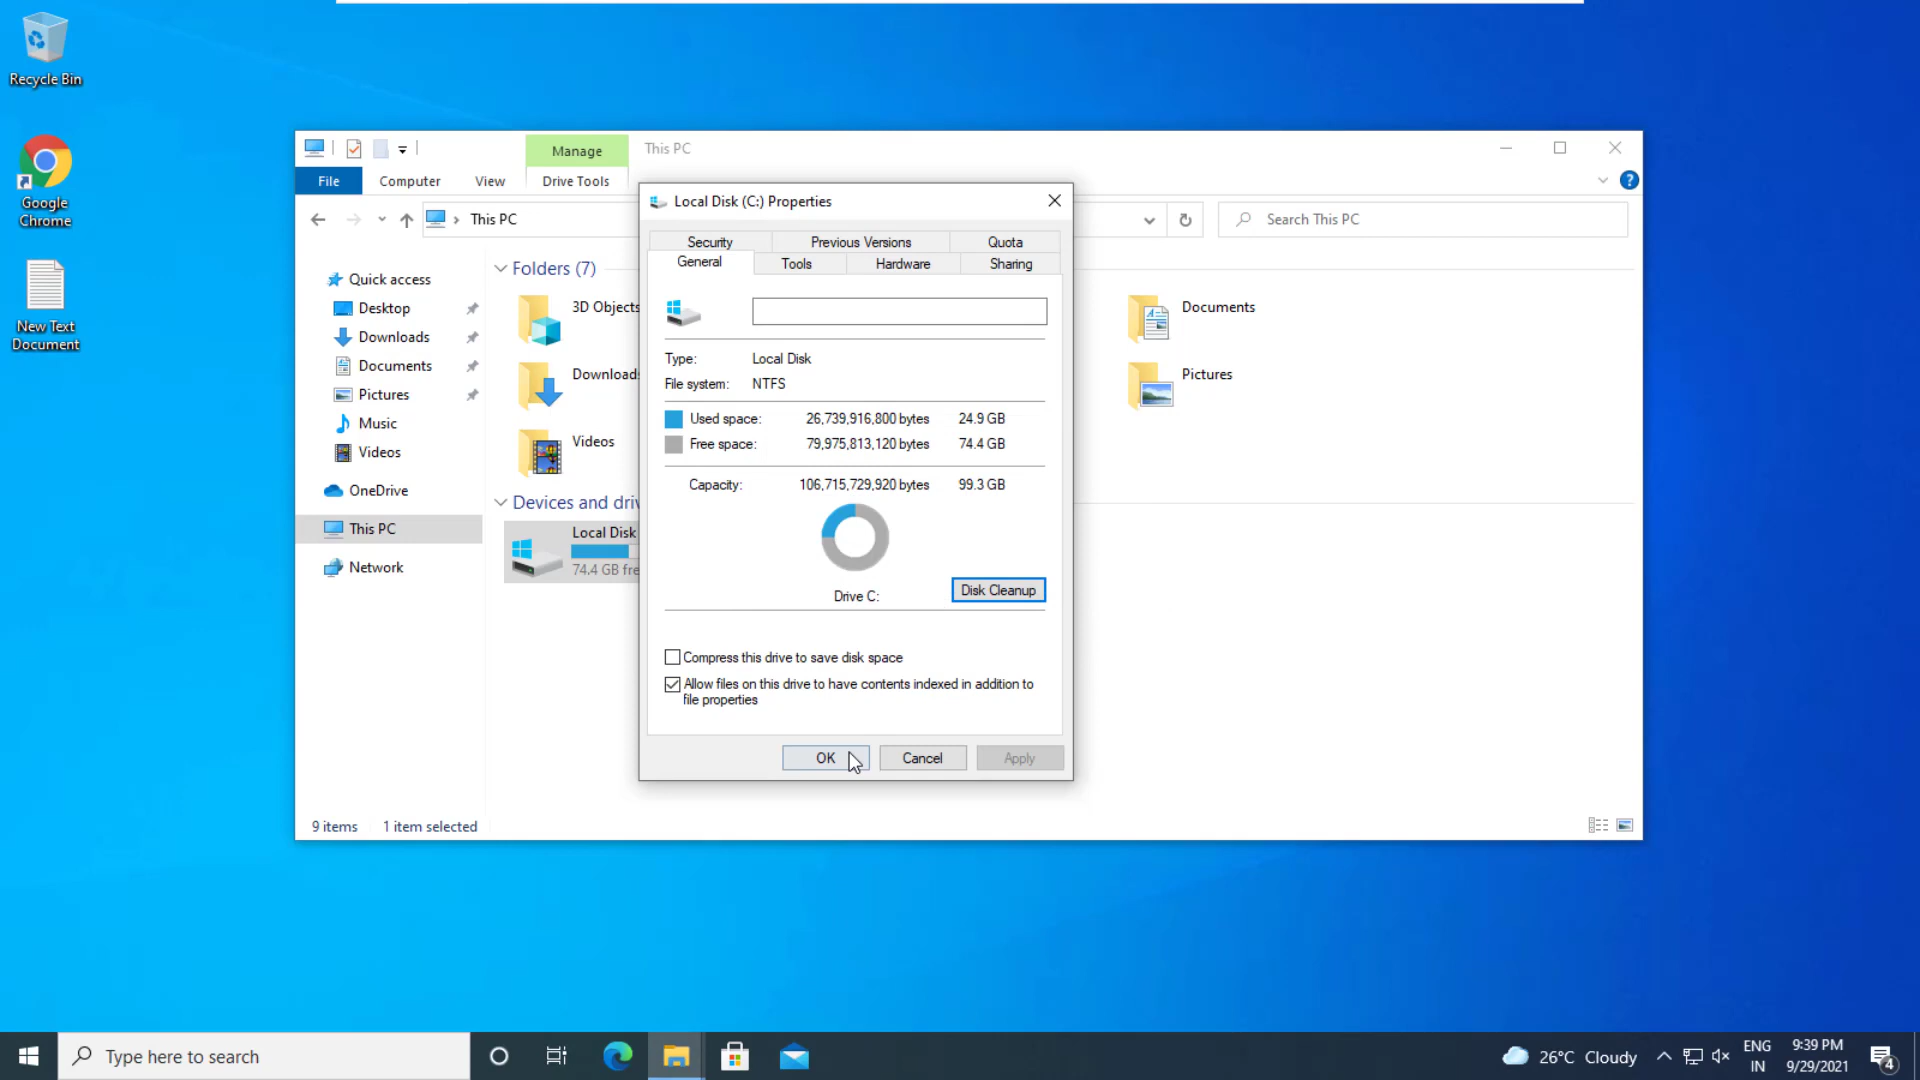 Recycle Bin
Google
Chrome
New Text
Document
Manage
This PC
File
Computer
View
Drive Tools
This PC
Search This PC
Quick access
Desktop
Downloads
Documents
Pictures
Music
Videos
OneDrive
This PC
Network
Folders (7)
3D Objects
Downloads
Videos
Documents
Pictures
Devices and driv
Local Disk
74.4 GB fre
Local Disk (C:) Properties
Security
Previous Versions
Quota
General
Tools
Hardware
Sharing
Type: Local Disk
File system: NTFS
Used space: 26,739,916,800 bytes 24.9 GB
Free space: 79,975,813,120 bytes 74.4 GB
Capacity: 106,715,729,920 bytes 99.3 GB
Drive C:
Disk Cleanup
Compress this drive to save disk space
Allow files on this drive to have contents indexed in addition to
file properties
OK
Cancel
Apply
9 items 1 item selected
Type here to search
26°C Cloudy
ENG
IN
9:39 PM
9/29/2021
4